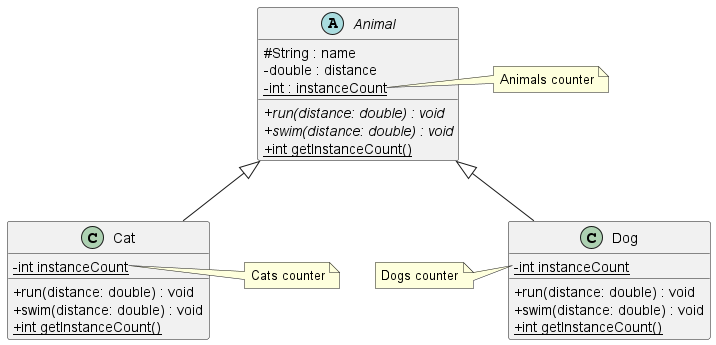 A Animal
#String : name
-double : distance
-int : instanceCount
Animals counter
+run(distance: double) : void
+swim(distance: double) : void
+int getInstanceCount()
C Cat
-int instanceCount
Cats counter
+run(distance: double) : void
+swim(distance: double) : void
+int getInstanceCount()
C Dog
Dogs counter
-int instanceCount
+run(distance: double) : void
+swim(distance: double) : void
+int getInstanceCount()